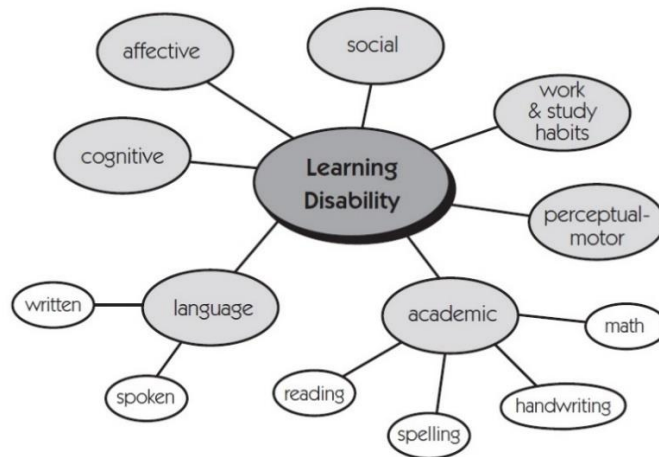 social
affective
work
& study
habits
cognitive
Learning
Disability
perceptual-
motor
language
written
academic
math
spoken
reading
handwriting
spelling